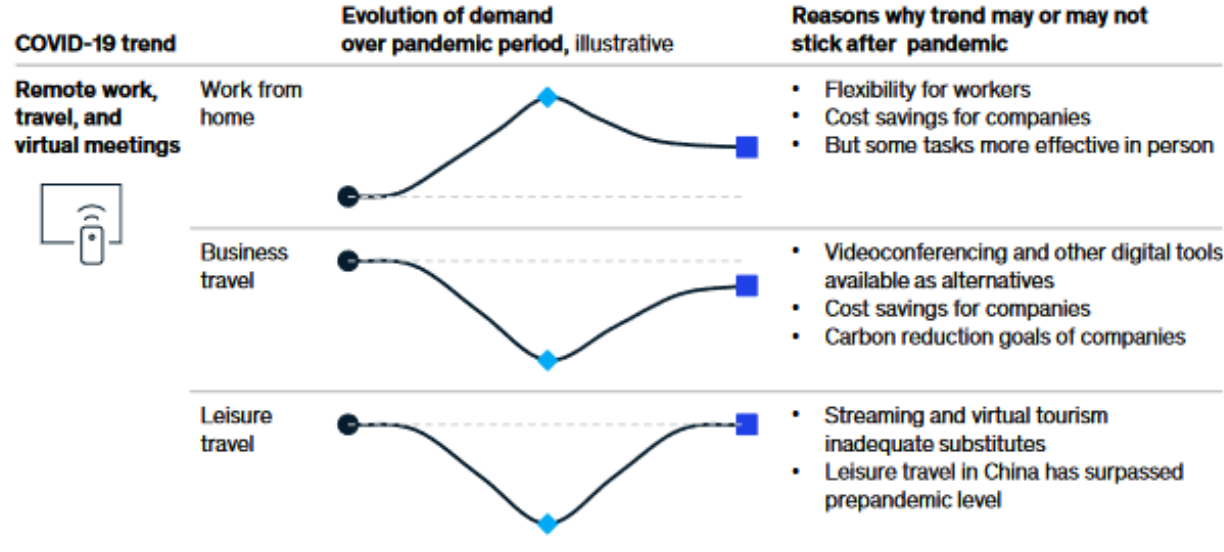 COVID-19 trend
Evolution of demand
over pandemic period, illustrative
Reasons why trend may or may not
stick after pandemic
Remote work,
travel, and
virtual meetings
Work from
home
• Flexibility for workers
• Cost savings for companies
• But some tasks more effective in person
Business
travel
• Videoconferencing and other digital tools
available as alternatives
• Cost savings for companies
• Carbon reduction goals of companies
Leisure
travel
• Streaming and virtual tourism
inadequate substitutes
• Leisure travel in China has surpassed
prepandemic level